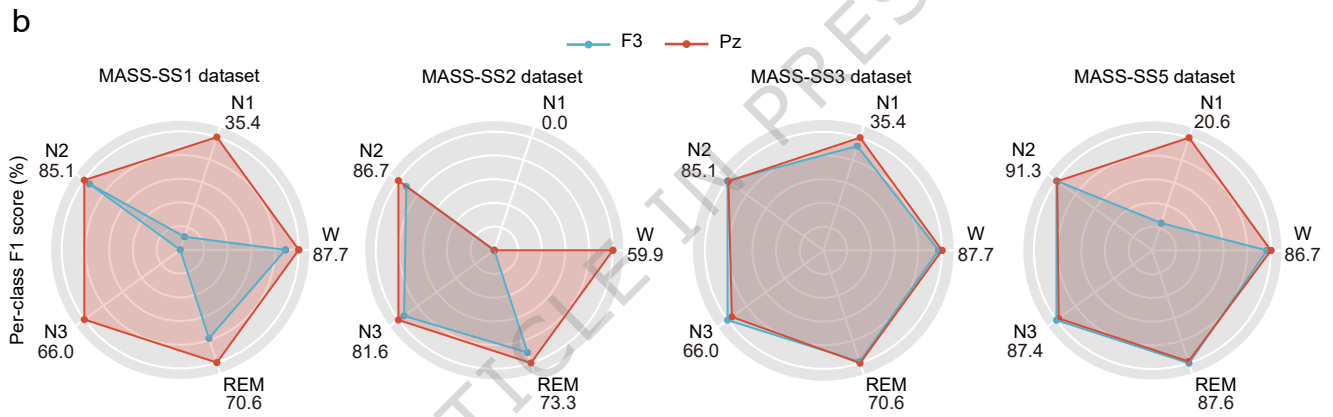 b
F3 Pz
MASS-SS1 dataset
N1
35.4
N2
85.1
W
87.7
N3
66.0
REM
70.6
Per-class F1 score (%)
MASS-SS2 dataset
N1
0.0
N2
86.7
W
59.9
N3
81.6
REM
73.3
MASS-SS3 dataset
N1
35.4
N2
85.1
W
87.7
N3
66.0
REM
70.6
MASS-SS5 dataset
N1
20.6
N2
91.3
W
86.7
N3
87.4
REM
87.6
TICLE IN PRES